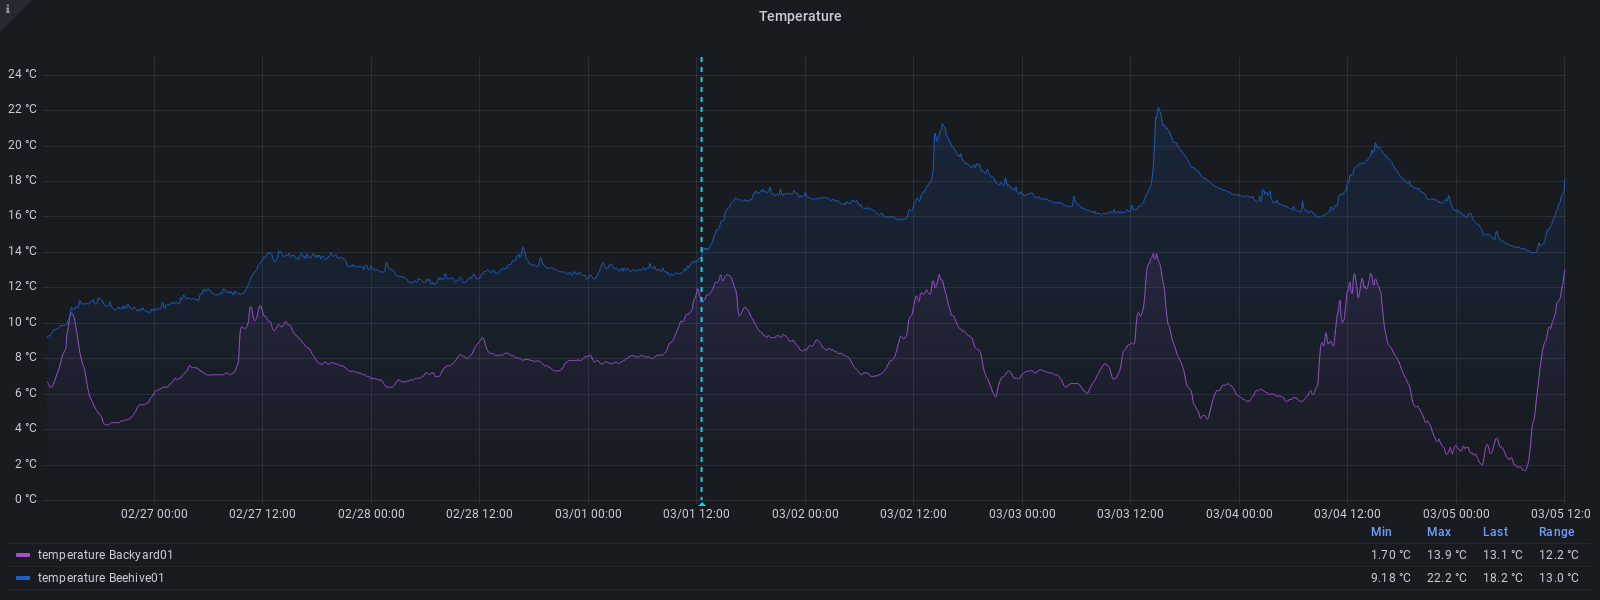 i
Temperature
24 °C
22 °C
20 °C
18 °C
16 °C
14 °C
12 °C
10 °C
8 °C
6 °C
4 °C
2 °C
0 °C
02/27 00:00 02/27 12:00 02/28 00:00 02/28 12:00 03/01 00:00 03/01 12:00 03/02 00:00 03/02 12:00 03/03 00:00 03/03 12:00 03/04 00:00 03/04 12:00 03/05 00:00 03/05 12:0
Min Max Last Range
temperature Backyard01 1.70 °C 13.9 °C 13.1 °C 12.2 °C
temperature Beehive01 9.18 °C 22.2 °C 18.2 °C 13.0 °C